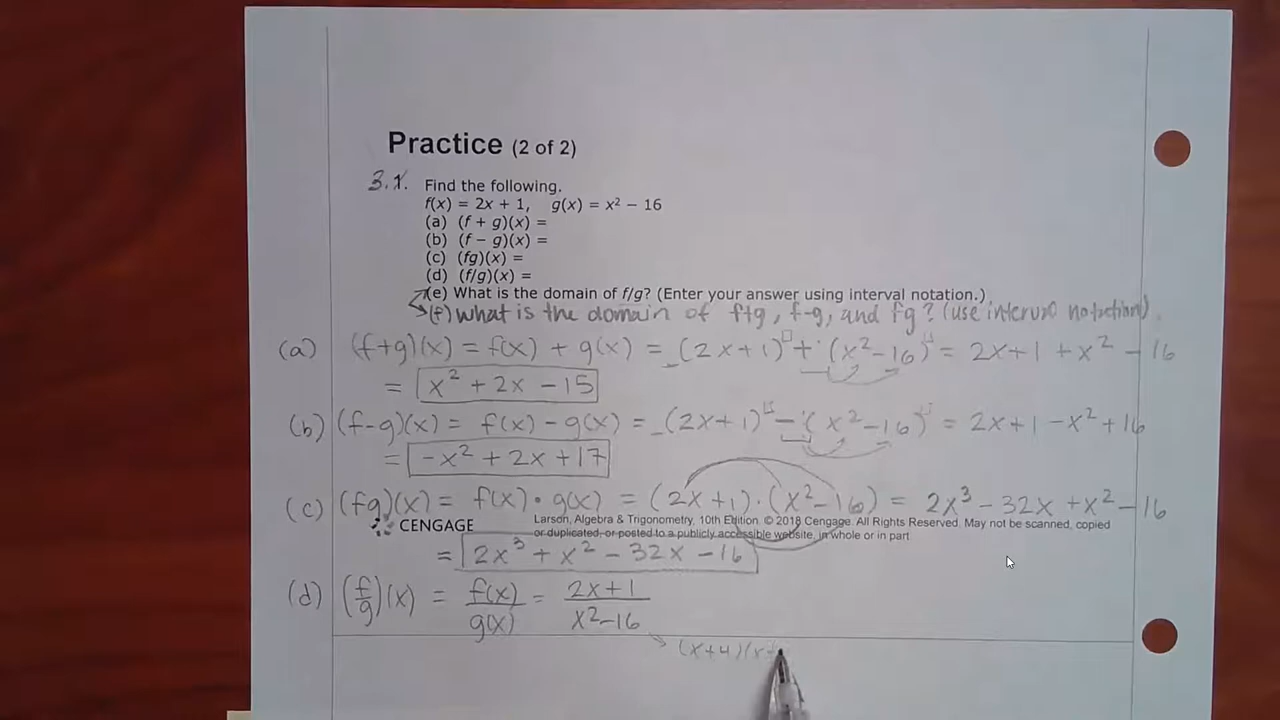 Practice (2 of 2)
3.1. Find the following.
f(x) = 2x + 1, g(x) = x² − 16
(a) (f + g)(x) =
(b) (f − g)(x) =
(c) (fg)(x) =
(d) (f/g)(x) =
(e) What is the domain of f/g? (Enter your answer using interval notation.)
(f) what is the domain of f+g, f-g, and fg? (use interval notation).
(a) (f+g)(x) = f(x) + g(x) = (2x+1) + (x²-16) = 2x+1 + x² - 16
= x² + 2x - 15
(b) (f-g)(x) = f(x) - g(x) = (2x+1) - (x²-16) = 2x+1 - x² + 16
= -x² + 2x + 17
(c) (fg)(x) = f(x) • g(x) = (2x+1) · (x²-16) = 2x³ - 32x + x² - 16
CENGAGE
Larson, Algebra & Trigonometry, 10th Edition. © 2018 Cengage. All Rights Reserved. May not be scanned, copied
or duplicated, or posted to a publicly accessible website, in whole or in part
= 2x³ + x² - 32x - 16
(d) (f/g)(x) = f(x)/g(x) = 2x+1/x²-16
(x+4)(x